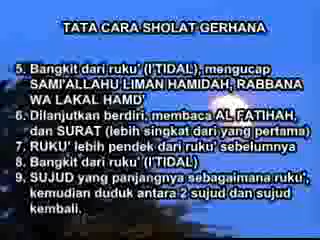 TATA CARA SHOLAT GERHANA
5. Bangkit dari ruku' (I'TIDAL), mengucap
SAMI'ALLAHU LIMAN HAMIDAH, RABBANA
WA LAKAL HAMD'
6. Dilanjutkan berdiri, membaca AL FATIHAH,
dan SURAT (lebih singkat dari yang pertama)
7. RUKU' lebih pendek dari ruku' sebelumnya
8. Bangkit dari ruku' (I'TIDAL)
9. SUJUD yang panjangnya sebagaimana ruku',
kemudian duduk antara 2 sujud dan sujud
kembali.